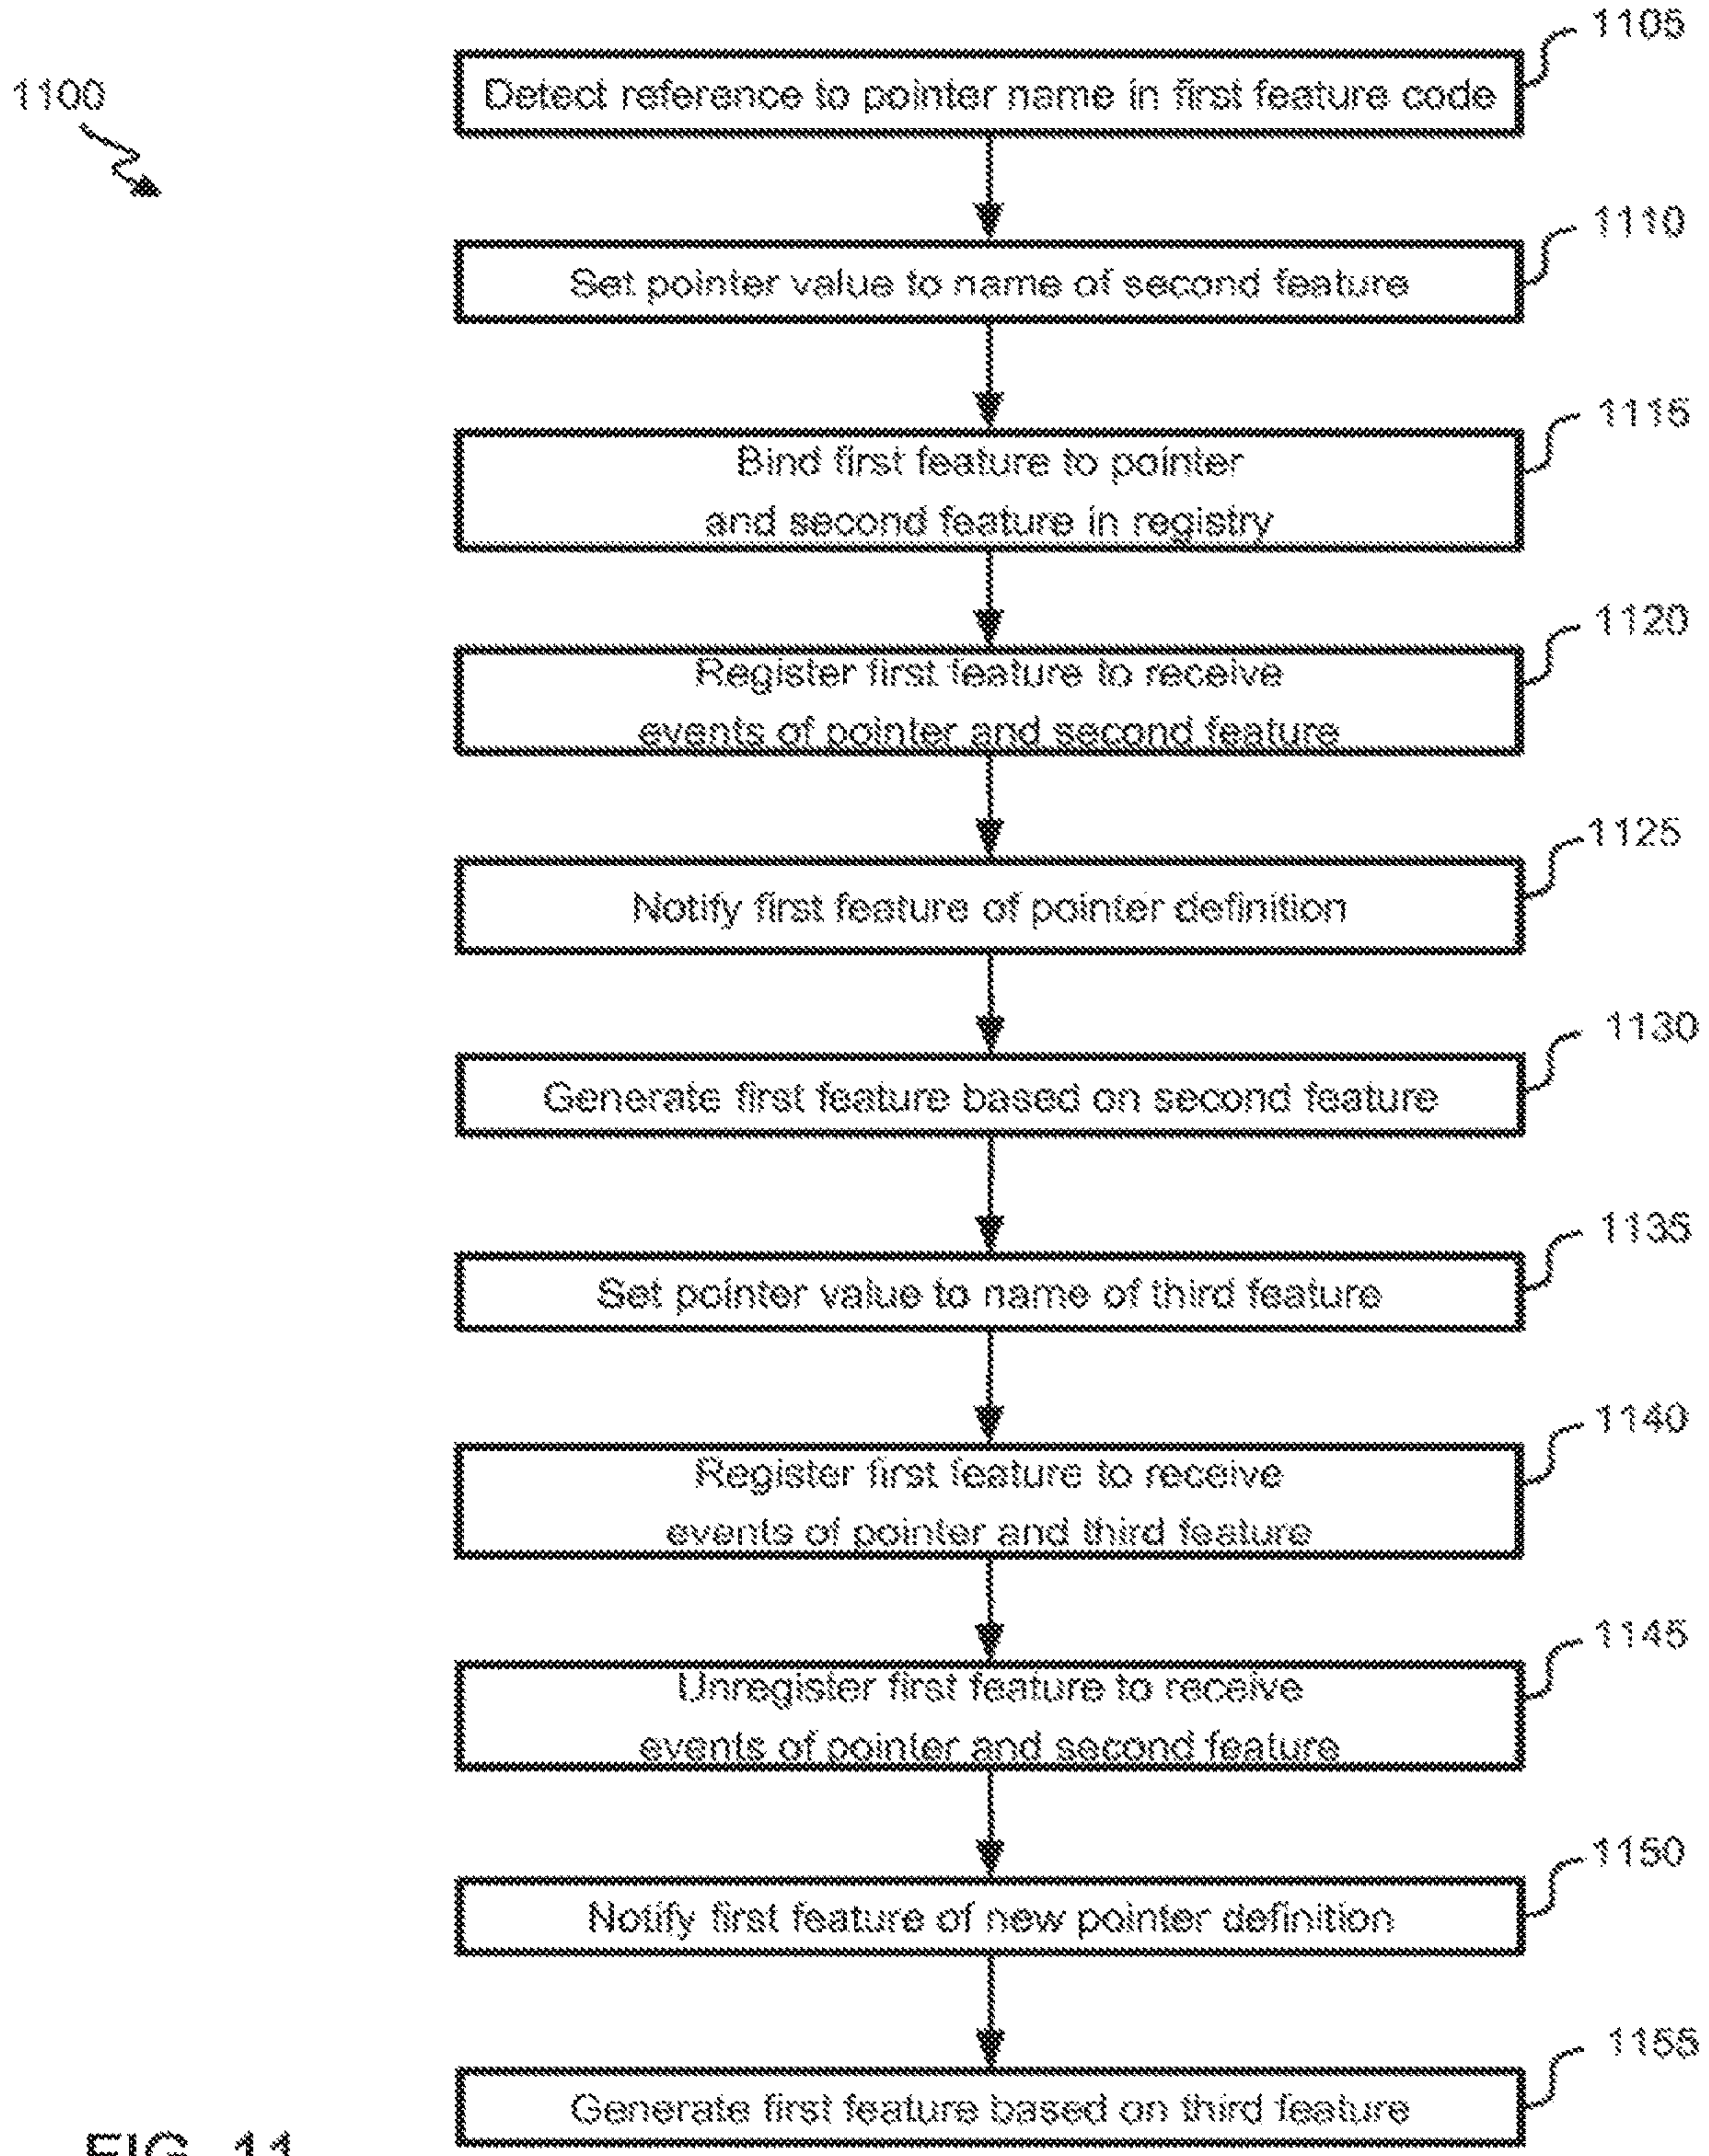 1105
Detect reference to pointer name in first feature code
1100
1110
Set pointer value to name of second feature
1115
Bind first feature to pointer
and second feature in registry
1120
Register first feature to receive
events of pointer and second feature
1125
Notify first feature of pointer definition
1130
Generate first feature based on second feature
1135
Set pointer value to name of third feature
1140
Register first feature to receive
events of pointer and third feature
1145
Unregister first feature to receive
events of pointer and second feature
1150
Notify first feature of new pointer definition
1155
Generate first feature based on third feature
FIG. 11